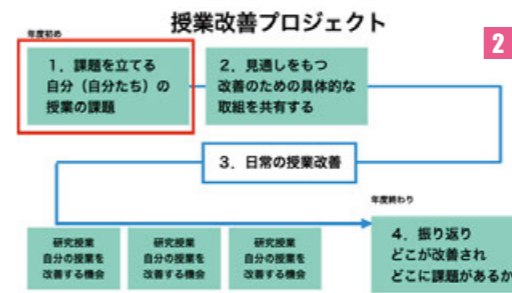 授業改善プロジェクト
2
年度初め
1．課題を立てる
自分（自分たち）の
授業の課題
2．見通しをもつ
改善のための具体的な
取組を共有する
3．日常の授業改善
年度終わり
研究授業
自分の授業を
改善する機会
研究授業
自分の授業を
改善する機会
研究授業
自分の授業を
改善する機会
4．振り返り
どこが改善され
どこに課題があるか